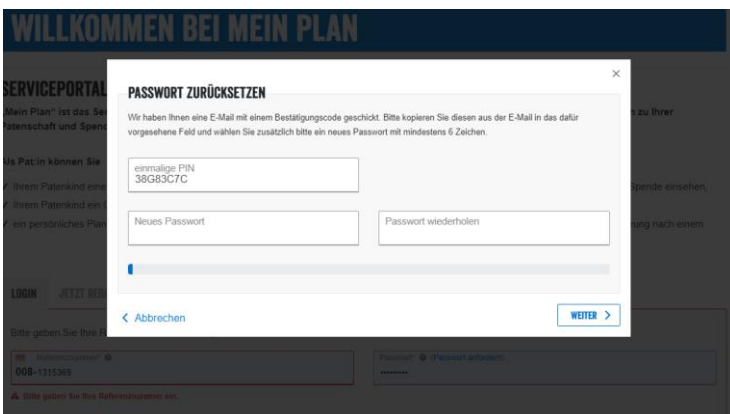 WILLKOMMEN BEI MEIN PLAN
SERVICEPORTAL
„Mein Plan" ist das Ser
n zu Ihrer
Patenschaft und Spend
Als Pat:in können Sie
✓ Ihrem Patenkind eine
Spende einsehen,
✓ Ihrem Patenkind ein
✓ ein persönliches Plan
rung nach einem
×
PASSWORT ZURÜCKSETZEN
Wir haben Ihnen eine E-Mail mit einem Bestätigungscode geschickt. Bitte kopieren Sie diesen aus der E-Mail in das dafür
vorgesehene Feld und wählen Sie zusätzlich bitte ein neues Passwort mit mindestens 6 Zeichen.
einmalige PIN
38G83C7C
Neues Passwort
Passwort wiederholen
Abbrechen
WEITER
LOGIN
JETZT REGI
Bitte geben Sie Ihre R
Referenznummer*
Passwort* (Passwort anfordern)
008-1315365
•••••••••
Bitte geben Sie Ihre Referenznummer ein.